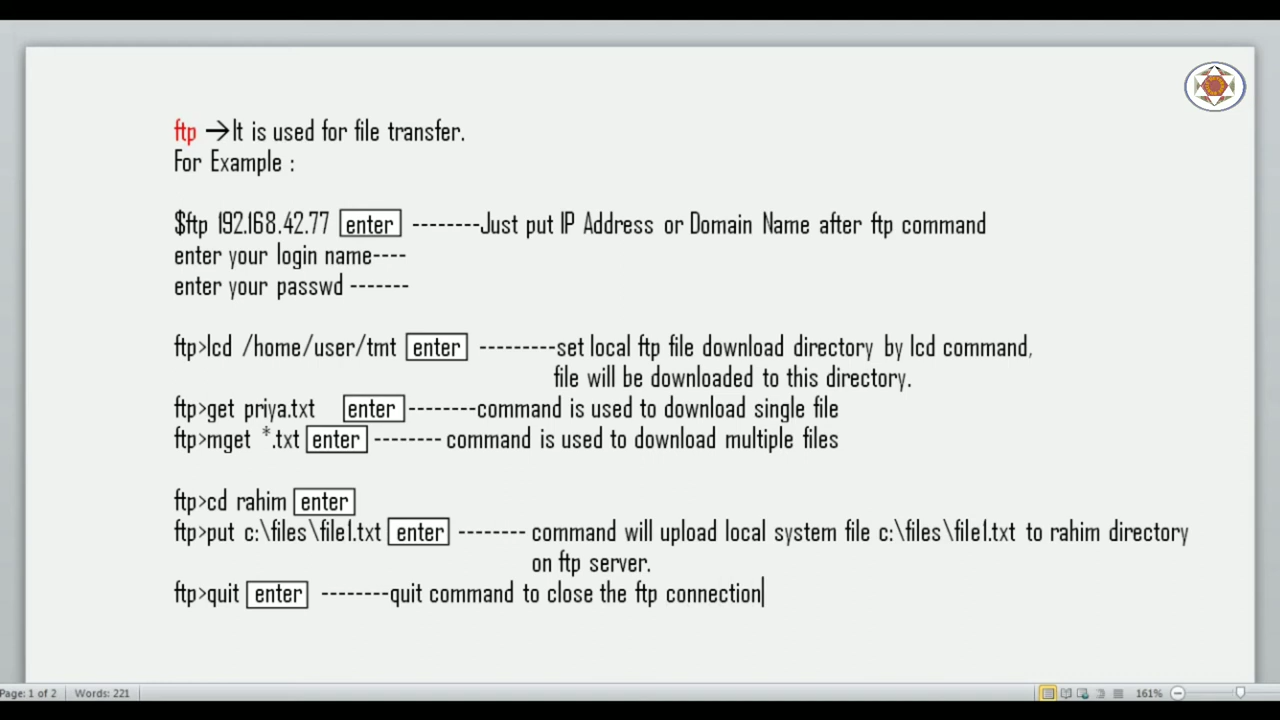 ftp →It is used for file transfer.
For Example :
$ftp 192.168.42.77 enter --------Just put IP Address or Domain Name after ftp command
enter your login name----
enter your passwd -------
ftp>lcd /home/user/tmt enter ---------set local ftp file download directory by lcd command,
file will be downloaded to this directory.
ftp>get priya.txt enter --------command is used to download single file
ftp>mget *.txt enter -------- command is used to download multiple files
ftp>cd rahim enter
ftp>put c:\files\file1.txt enter -------- command will upload local system file c:\files\file1.txt to rahim directory
on ftp server.
ftp>quit enter --------quit command to close the ftp connection
Page: 1 of 2 Words: 221 161%